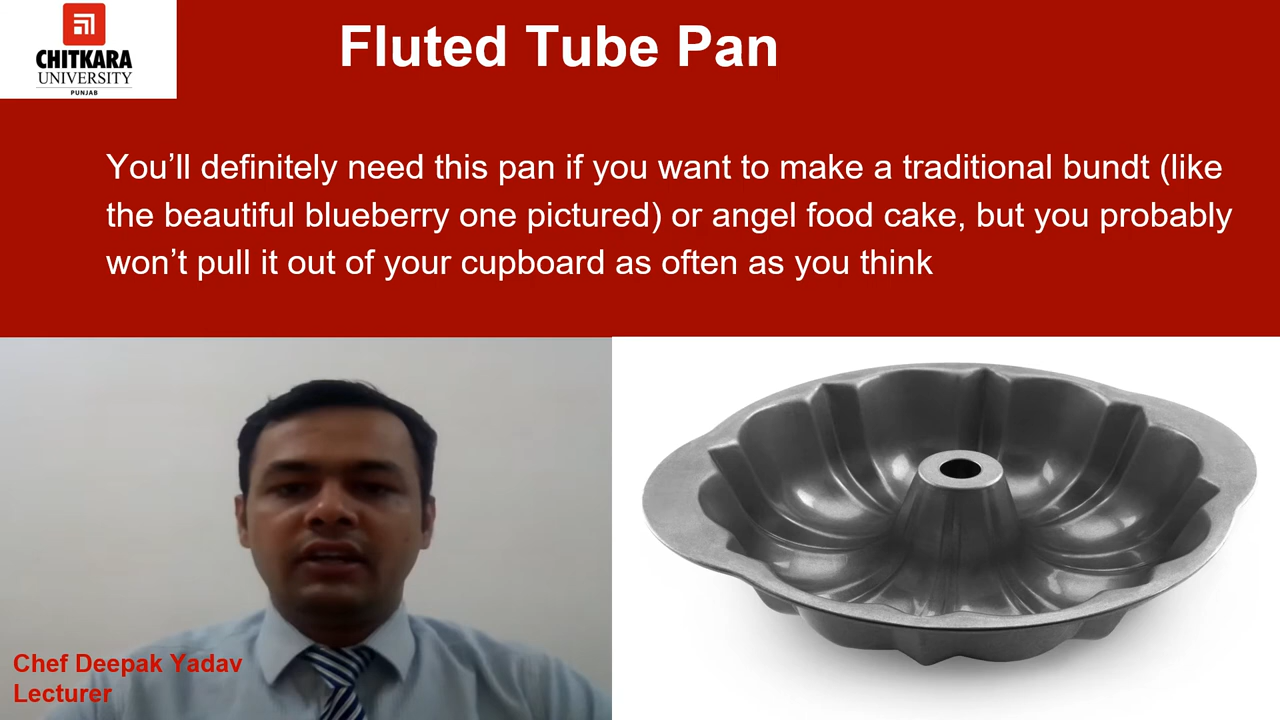 CHITKARA
UNIVERSITY
PUNJAB
Fluted Tube Pan
You’ll definitely need this pan if you want to make a traditional bundt (like
the beautiful blueberry one pictured) or angel food cake, but you probably
won’t pull it out of your cupboard as often as you think
Chef Deepak Yadav
Lecturer